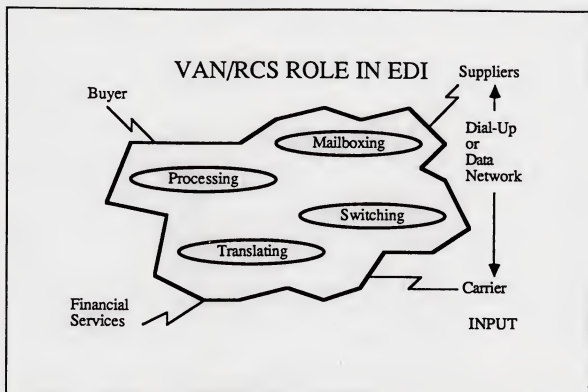 VAN/RCS ROLE IN EDI
Suppliers
Buyer
Dial-Up
or
Data
Network
Mailboxing
Processing
Switching
Translating
Carrier
Financial
Services
INPUT